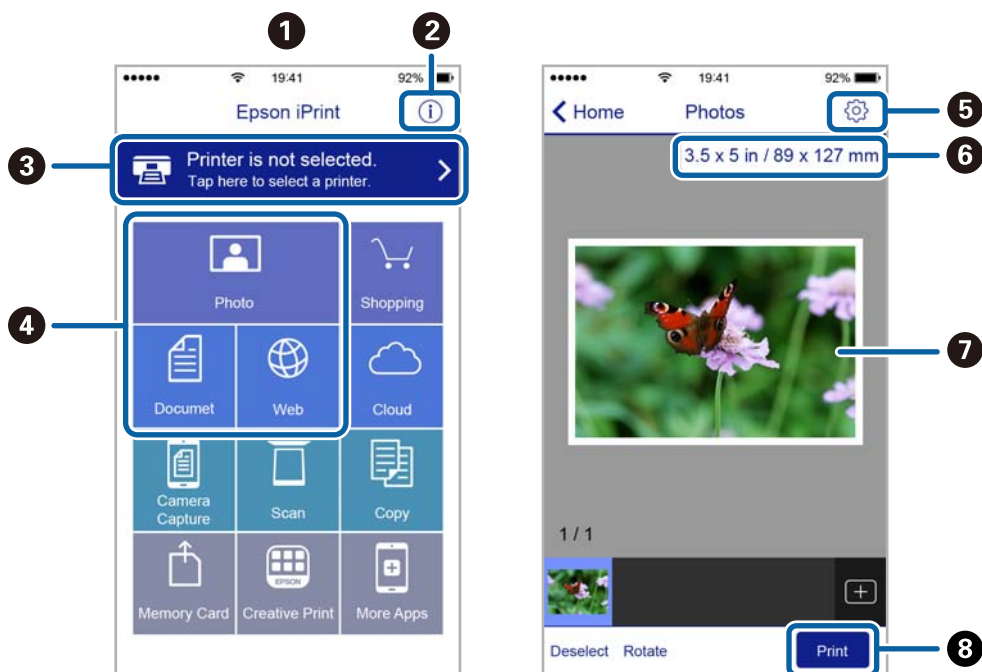 1
2
19:41
92%
Epson iPrint
i
3
Printer is not selected.
Tap here to select a printer.
4
Photo
Shopping
Documet
Web
Cloud
Camera
Capture
Scan
Copy
EPSON
Memory Card
Creative Print
More Apps
19:41
92%
Home
Photos
5
3.5 x 5 in / 89 x 127 mm
6
7
1 / 1
Deselect
Rotate
Print
8